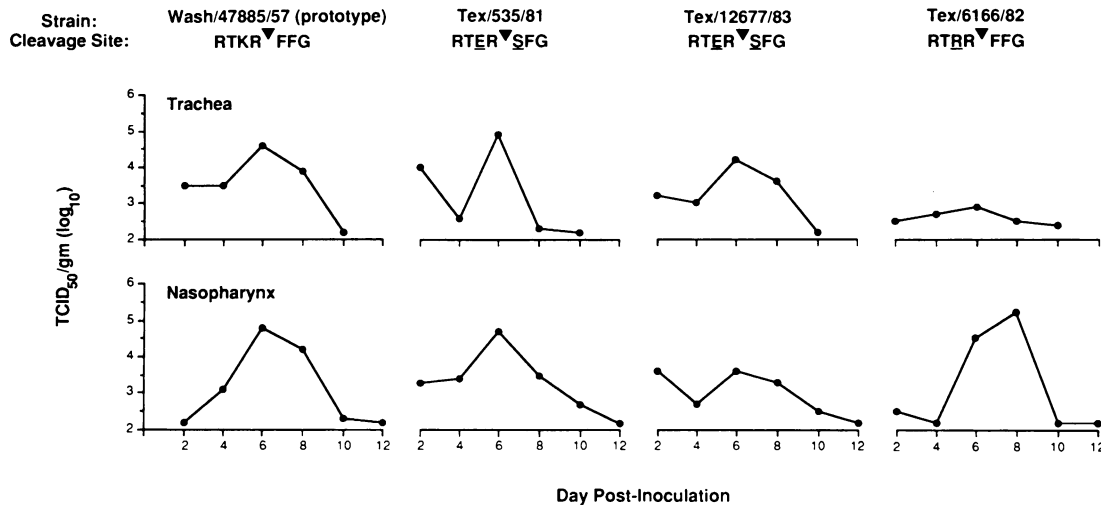 Strain: Wash/47885/57 (prototype) Tex/535/81 Tex/12677/83 Tex/6166/82
Cleavage Site: RTKR▼FFG RTER▼SFG RTER▼SFG RTRR▼FFG
Trachea
6
5
4
3
2
TCID50/gm (log10)
Nasopharynx
6
5
4
3
2
2 4 6 8 10 12 2 4 6 8 10 12 2 4 6 8 10 12 2 4 6 8 10 12
Day Post-Inoculation